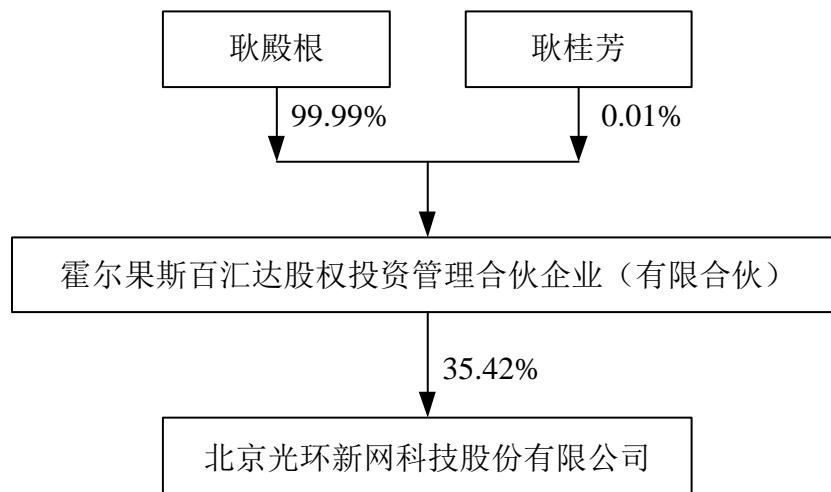 耿殿根
耿桂芳
99.99%
0.01%
霍尔果斯百汇达股权投资管理合伙企业（有限合伙）
35.42%
北京光环新网科技股份有限公司